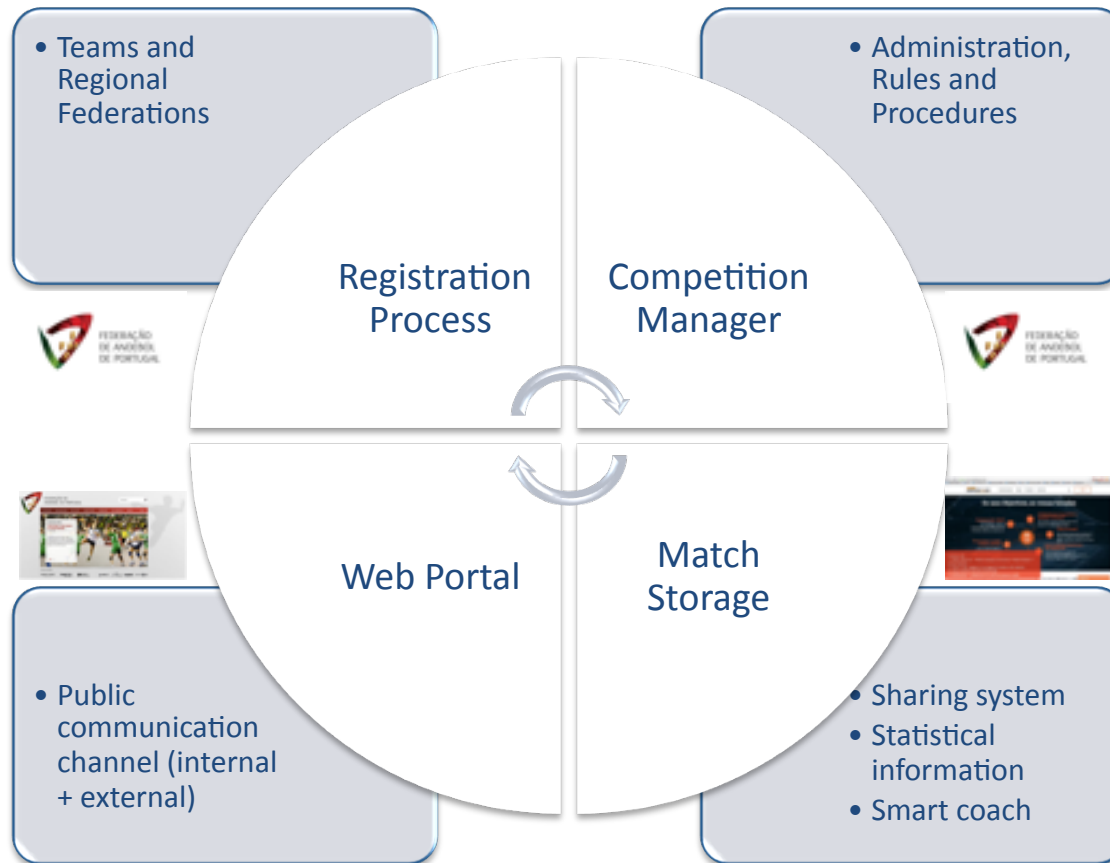 • Teams and
Regional
Federations
• Administration,
Rules and
Procedures
Registration
Process
Competition
Manager
FEDERAÇÃO
DE ANDEBOL
DE PORTUGAL
FEDERAÇÃO
DE ANDEBOL
DE PORTUGAL
Web Portal
Match
Storage
• Public
communication
channel (internal
+ external)
• Sharing system
• Statistical
information
• Smart coach